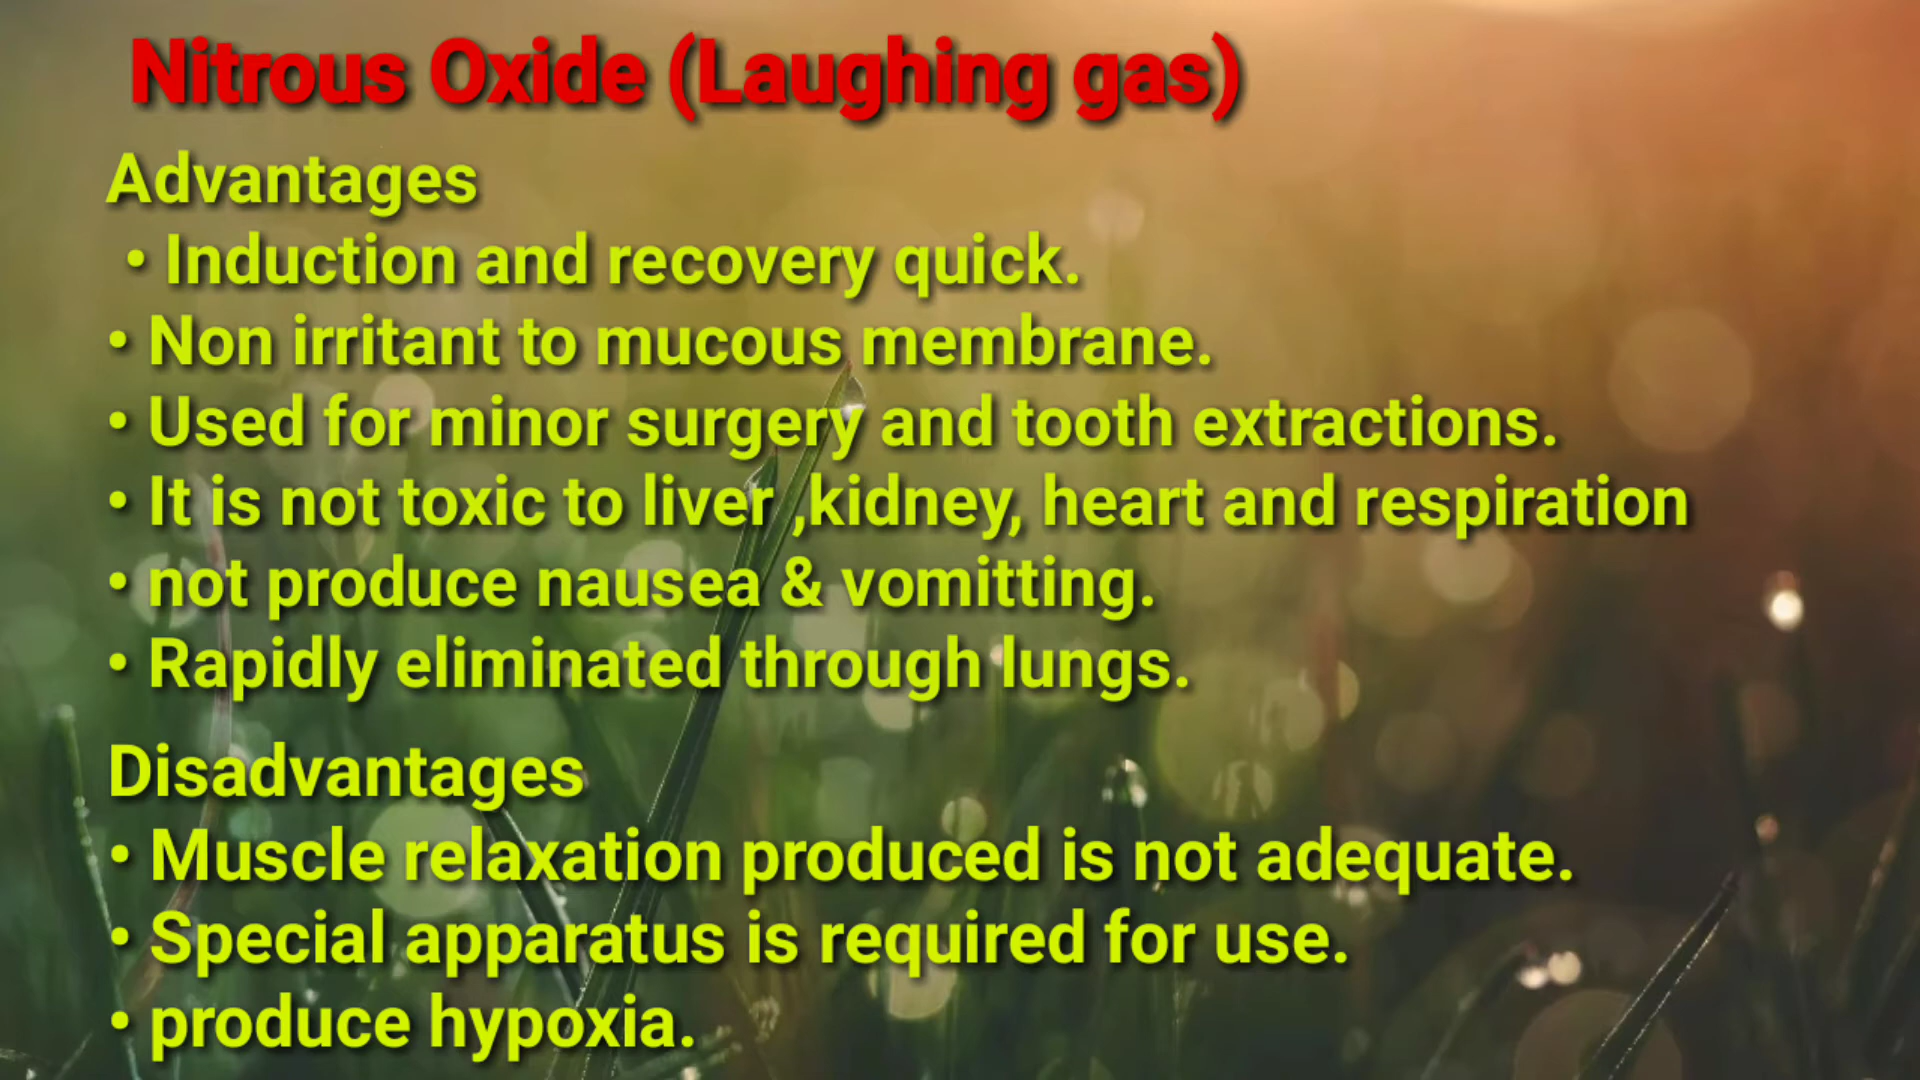 Nitrous Oxide (Laughing gas)
Advantages
• Induction and recovery quick.
• Non irritant to mucous membrane.
• Used for minor surgery and tooth extractions.
• It is not toxic to liver ,kidney, heart and respiration
• not produce nausea & vomitting.
• Rapidly eliminated through lungs.
Disadvantages
• Muscle relaxation produced is not adequate.
• Special apparatus is required for use.
• produce hypoxia.